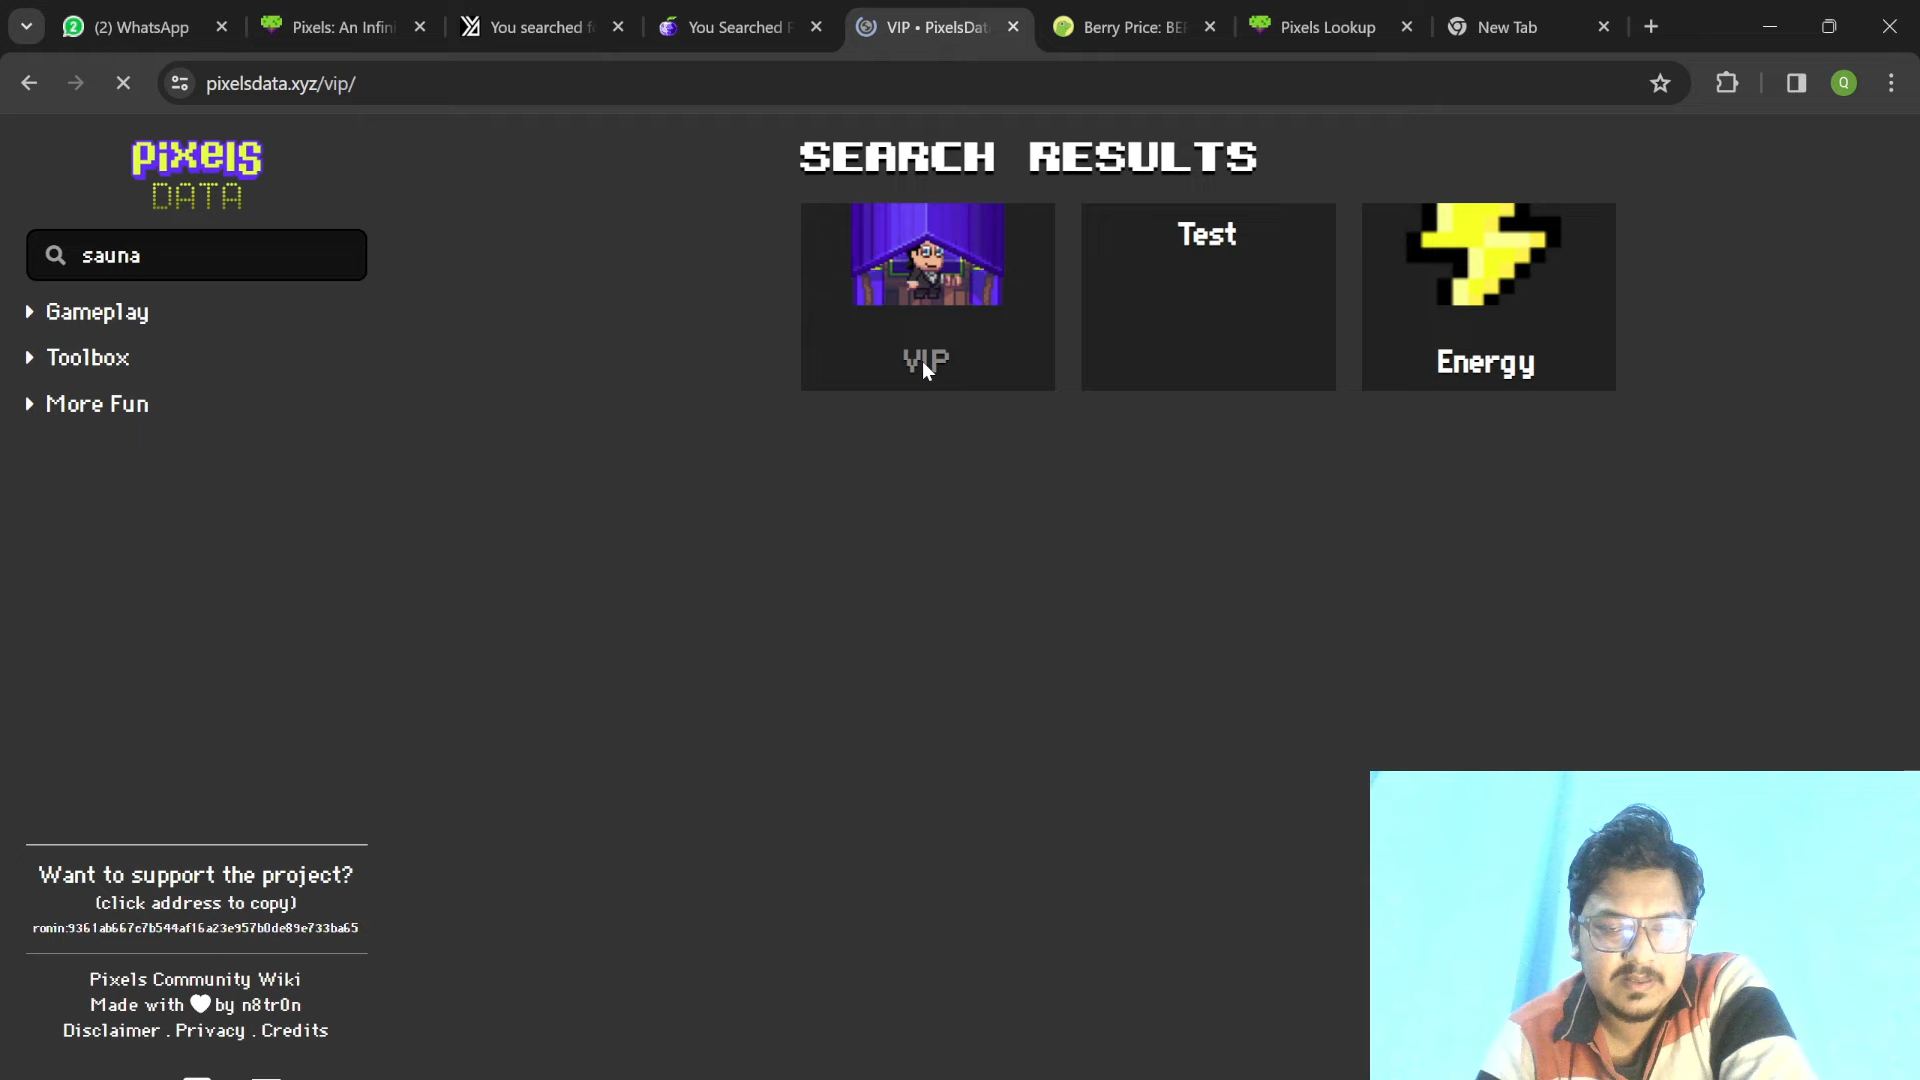 (2) WhatsApp
Pixels: An Infini
You searched fo
You Searched F
VIP • PixelsDat
Berry Price: BER
Pixels Lookup
New Tab
pixelsdata.xyz/vip/
Q
pixels
DATA
sauna
Gameplay
Toolbox
More Fun
SEARCH RESULTS
VIP
Test
Energy
Want to support the project?
(click address to copy)
ronin:9361ab667c7b544af16a23e957b0de89e733ba65
Pixels Community Wiki
Made with by n8tr0n
Disclaimer . Privacy . Credits